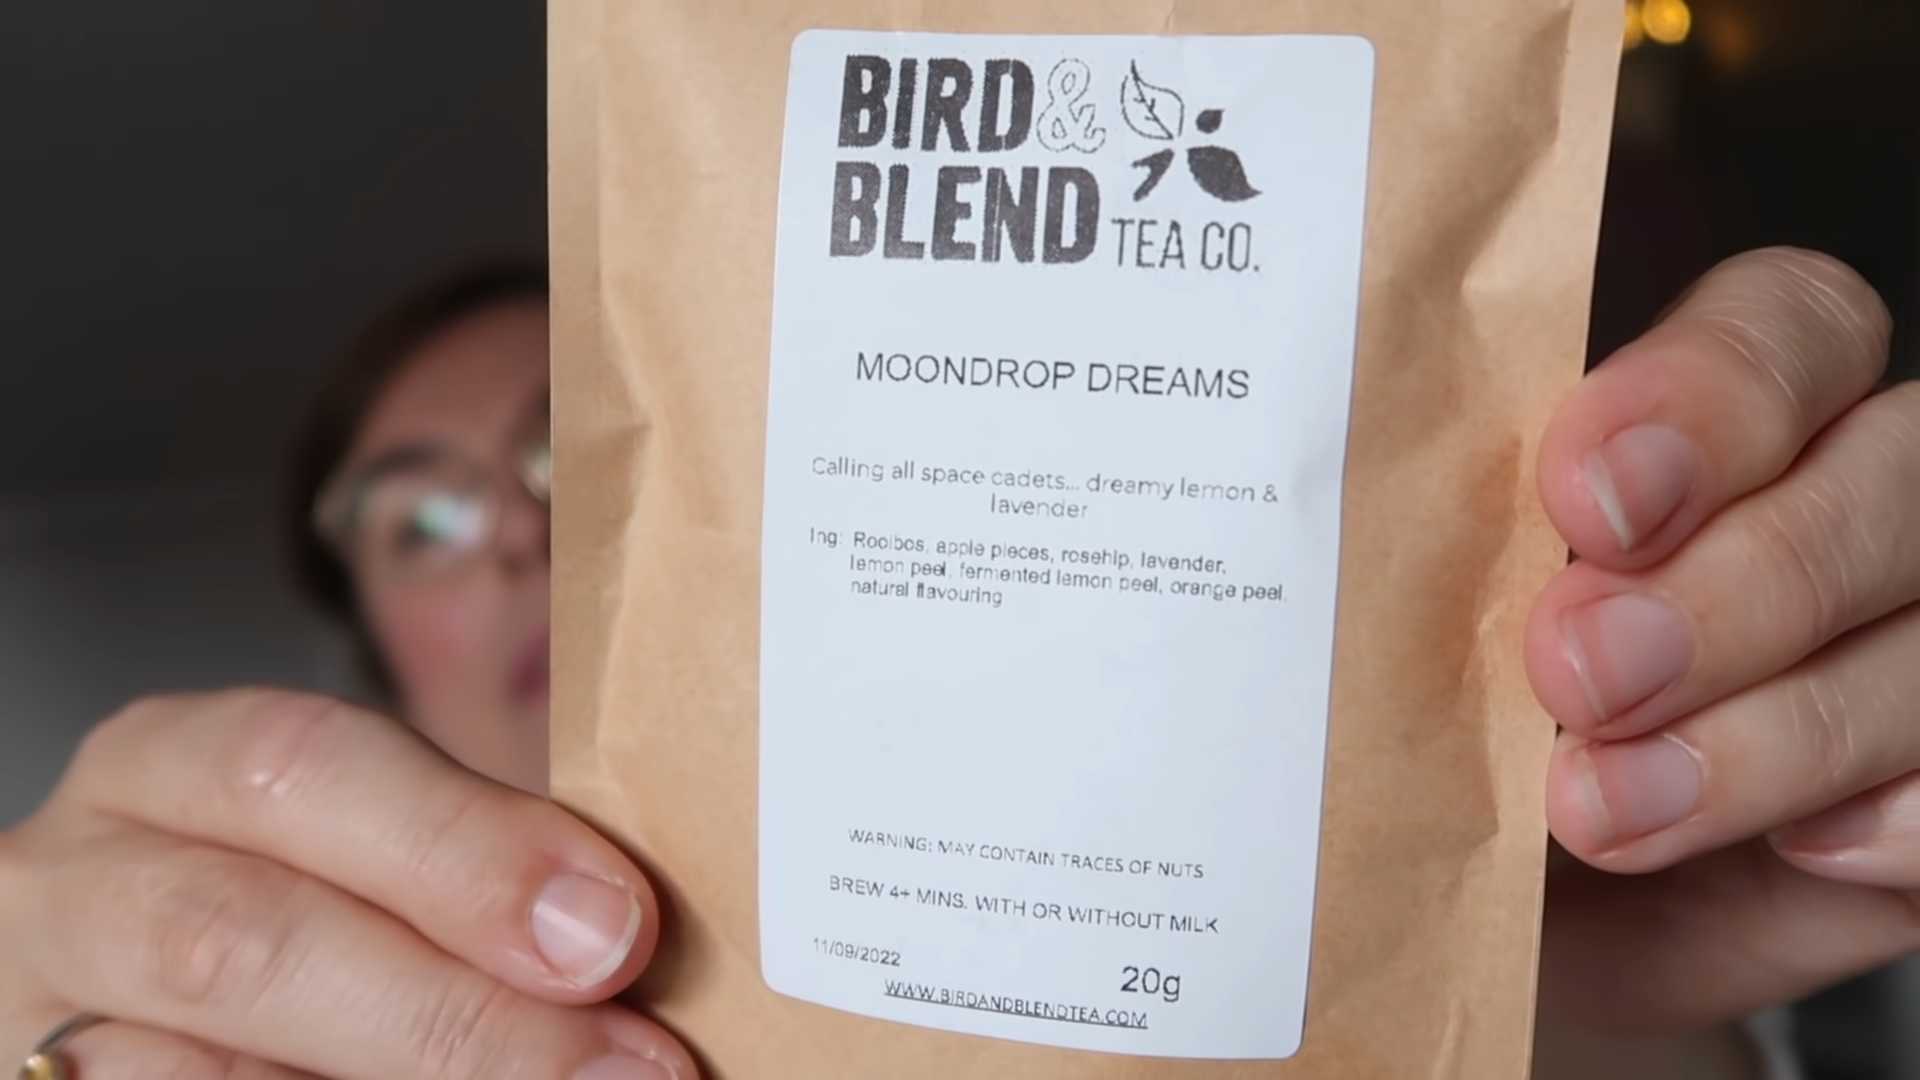 BIRD&
BLEND TEA CO.
MOONDROP DREAMS
Calling all space cadets... dreamy lemon &
lavender
Ing: Rooibos, apple pieces, rosehip, lavender,
lemon peel, fermented lemon peel, orange peel,
natural flavouring
WARNING: MAY CONTAIN TRACES OF NUTS
BREW 4+ MINS. WITH OR WITHOUT MILK
11/09/2022
20g
WWW.BIRDANDBLENDTEA.COM